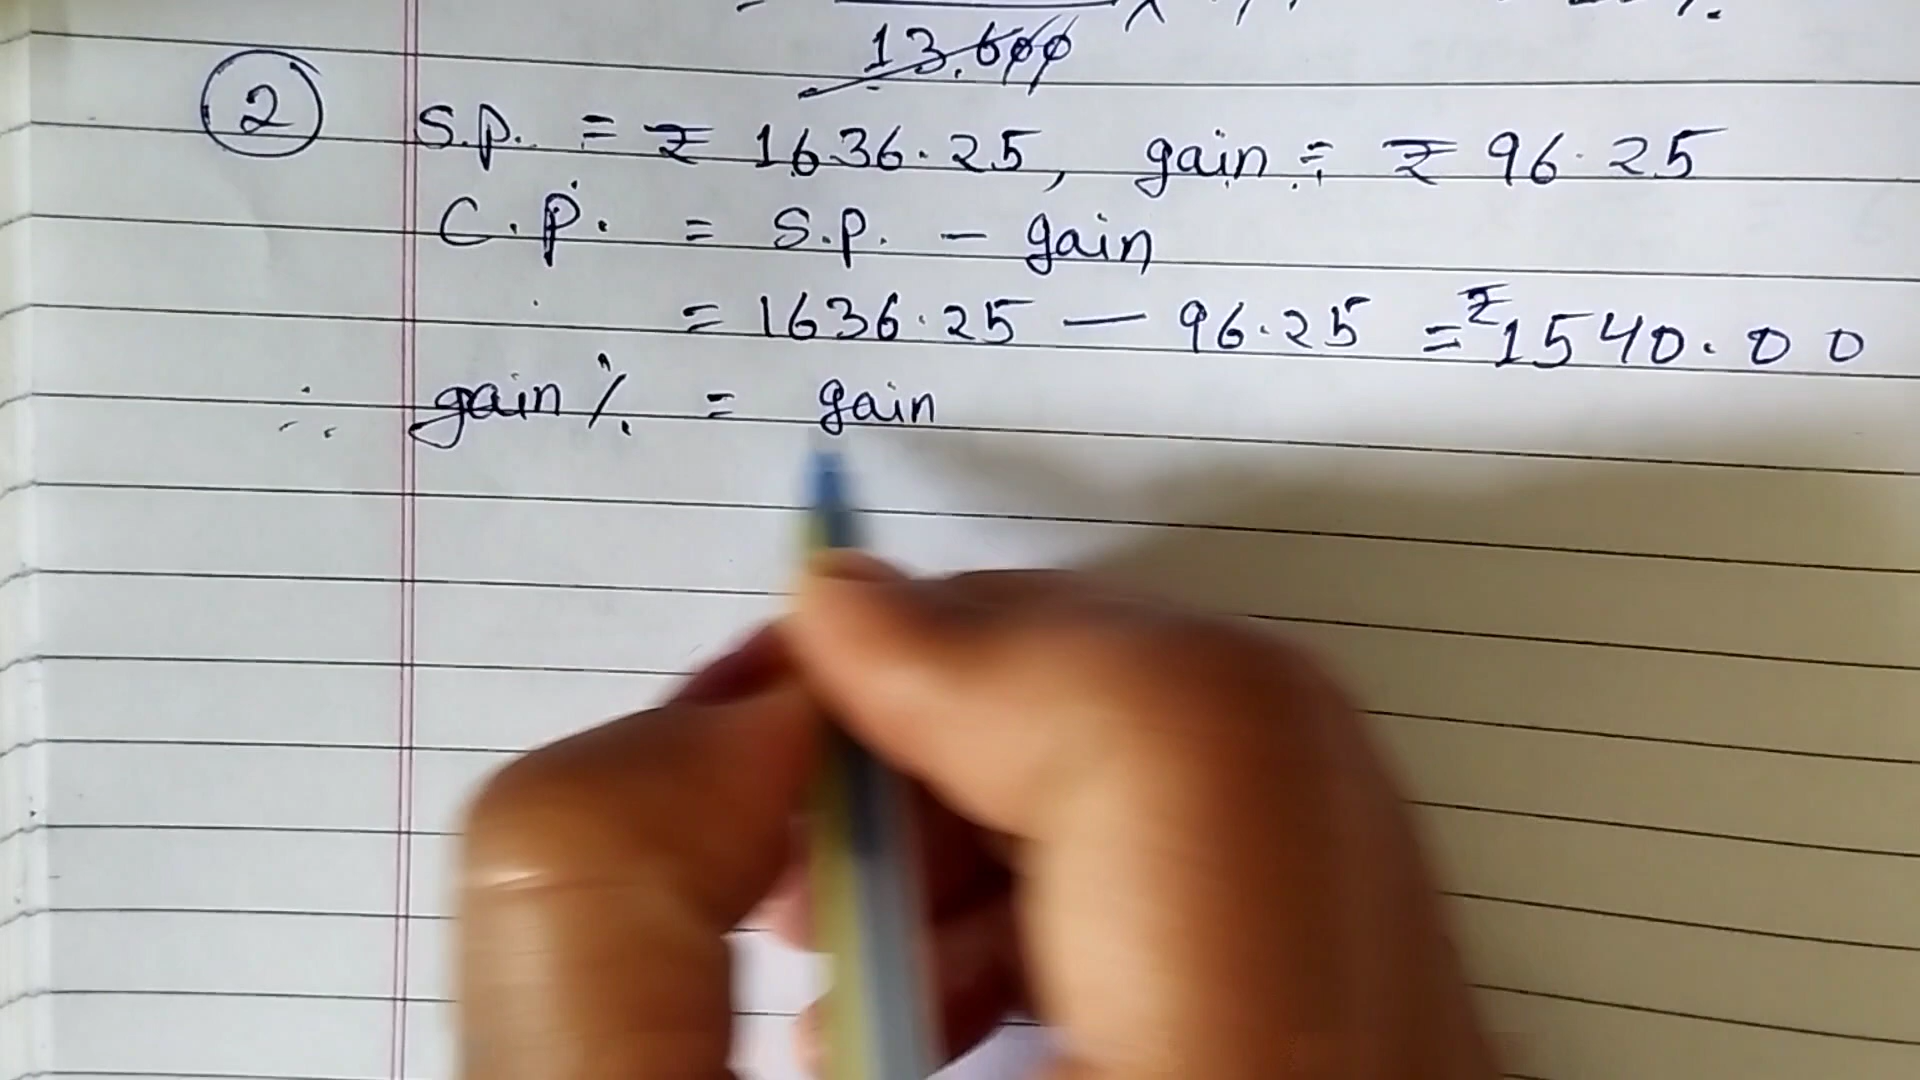 13.600
2 S.P. = ₹ 1636.25, gain = ₹ 96.25
C.P. = S.P. - gain
= 1636.25 — 96.25 = ₹1540.00
∴ gain% = gain